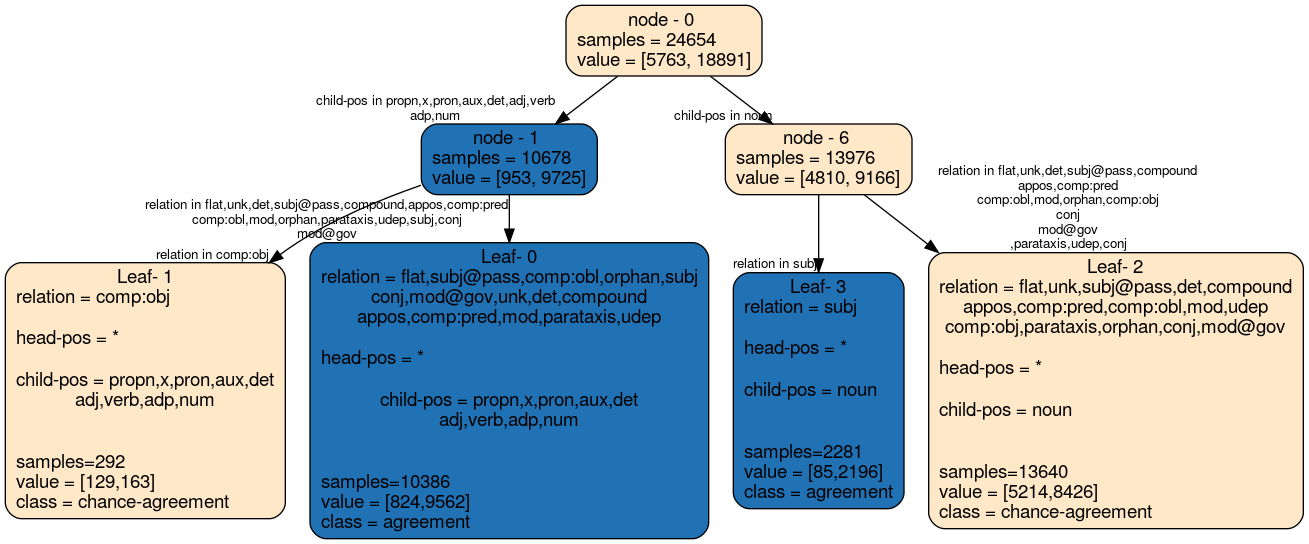 node - 0
samples = 24654
value = [5763, 18891]
child-pos in propn,x,pron,aux,det,adj,verb
adp,num
child-pos in noun
node - 1
samples = 10678
value = [953, 9725]
node - 6
samples = 13976
value = [4810, 9166]
relation in flat,unk,det,subj@pass,compound,appos,comp:pred
comp:obl,mod,orphan,parataxis,udep,subj,conj
mod@gov
relation in comp:obj
relation in subj
relation in flat,unk,det,subj@pass,compound
appos,comp:pred
comp:obl,mod,orphan,comp:obj
conj
mod@gov
,parataxis,udep,conj
Leaf- 1
relation = comp:obj
head-pos = *
child-pos = propn,x,pron,aux,det
adj,verb,adp,num
samples=292
value = [129,163]
class = chance-agreement
Leaf- 0
relation = flat,subj@pass,comp:obl,orphan,subj
conj,mod@gov,unk,det,compound
appos,comp:pred,mod,parataxis,udep
head-pos = *
child-pos = propn,x,pron,aux,det
adj,verb,adp,num
samples=10386
value = [824,9562]
class = agreement
Leaf- 3
relation = subj
head-pos = *
child-pos = noun
samples=2281
value = [85,2196]
class = agreement
Leaf- 2
relation = flat,unk,subj@pass,det,compound
appos,comp:pred,comp:obl,mod,udep
comp:obj,parataxis,orphan,conj,mod@gov
head-pos = *
child-pos = noun
samples=13640
value = [5214,8426]
class = chance-agreement